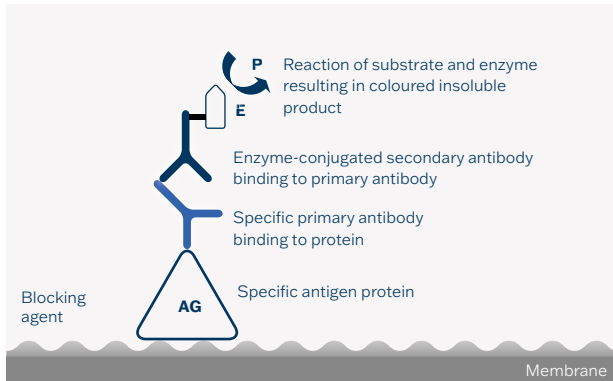 P
Reaction of substrate and enzyme
resulting in coloured insoluble
product
E
Enzyme-conjugated secondary antibody
binding to primary antibody
Specific primary antibody
binding to protein
Specific antigen protein
AG
Blocking
agent
Membrane